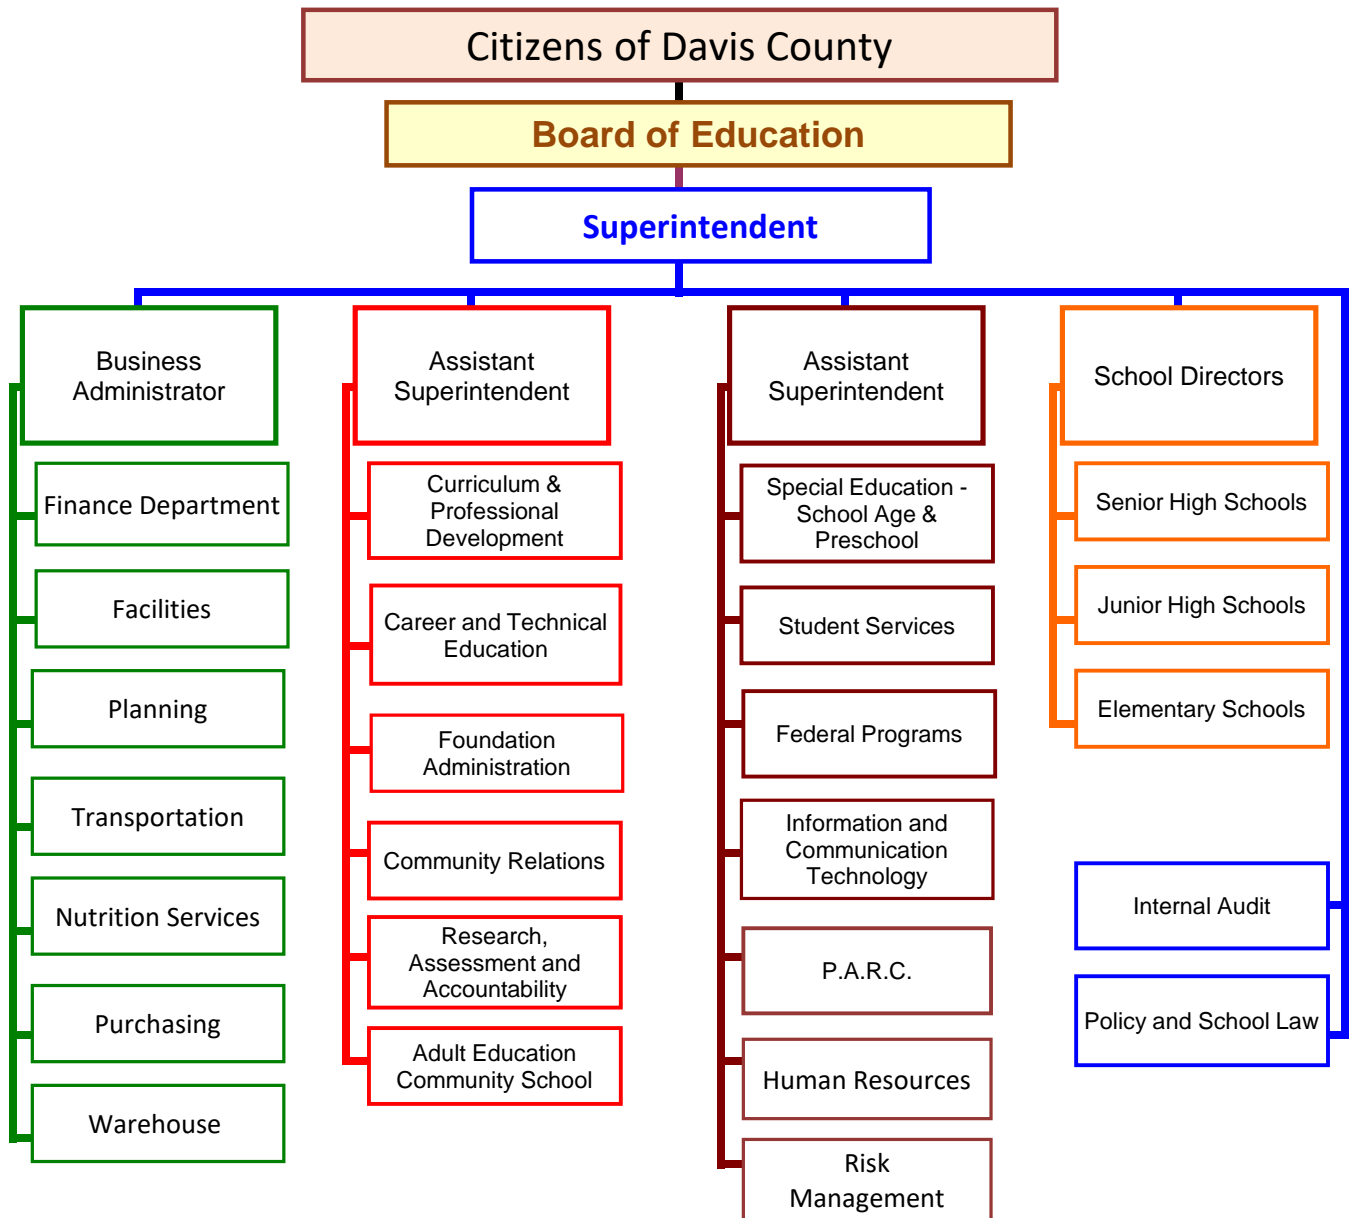 Citizens of Davis County
Board of Education
Superintendent
Business
Administrator
Finance Department
Facilities
Planning
Transportation
Nutrition Services
Purchasing
Warehouse
Assistant
Superintendent
Curriculum &
Professional
Development
Career and Technical
Education
Foundation
Administration
Community Relations
Research,
Assessment and
Accountability
Adult Education
Community School
Assistant
Superintendent
Special Education -
School Age &
Preschool
Student Services
Federal Programs
Information and
Communication
Technology
P.A.R.C.
Human Resources
Risk
Management
School Directors
Senior High Schools
Junior High Schools
Elementary Schools
Internal Audit
Policy and School Law